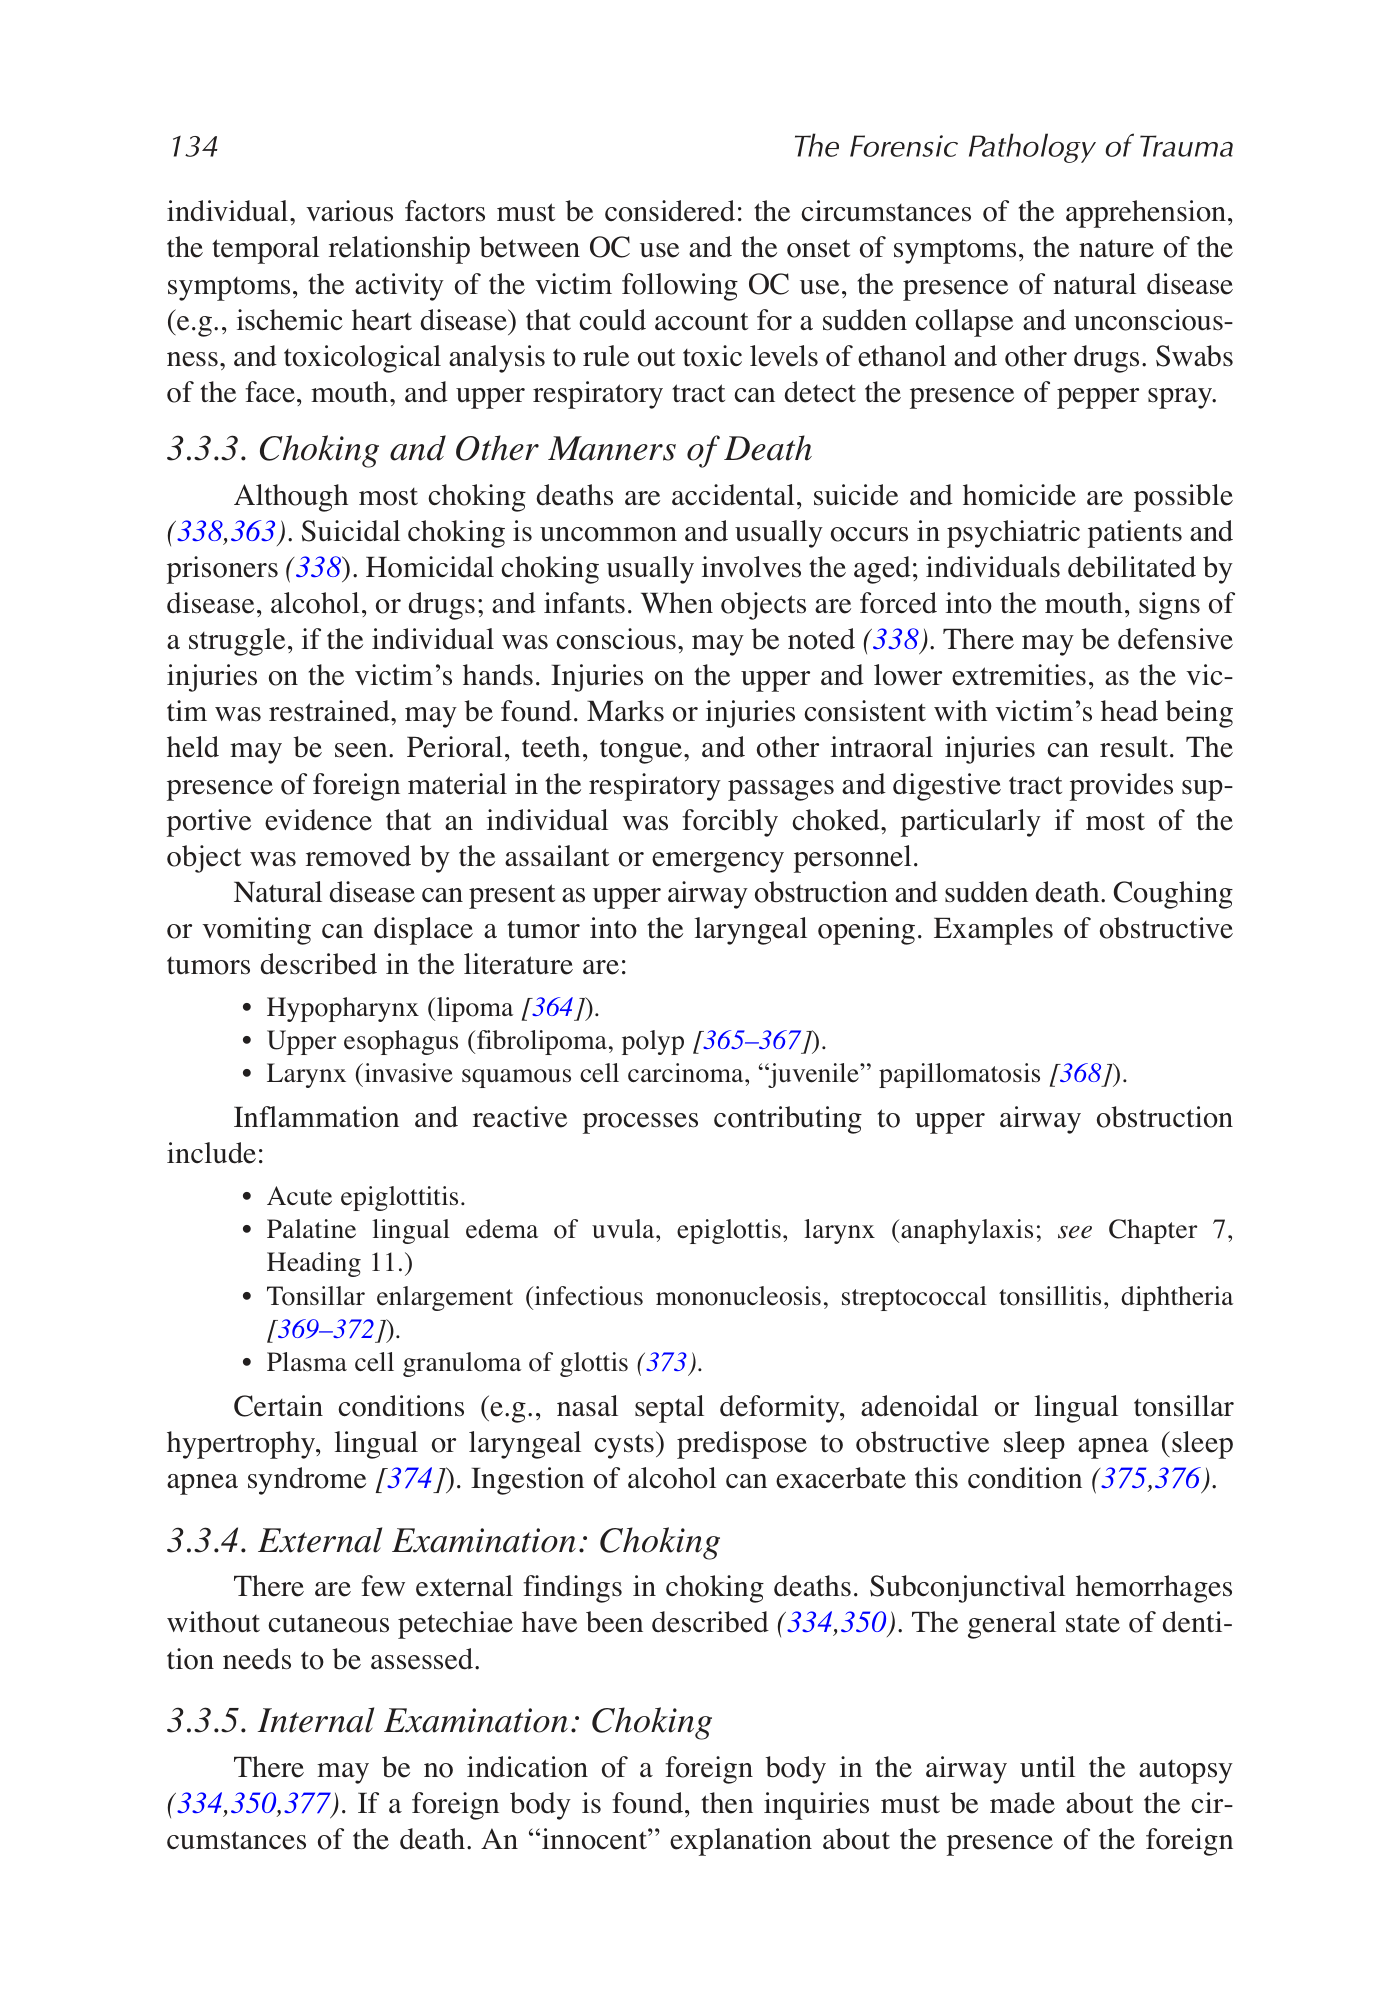 134 The Forensic Pathology of Trauma
individual, various factors must be considered: the circumstances of the apprehension,
the temporal relationship between OC use and the onset of symptoms, the nature of the
symptoms, the activity of the victim following OC use, the presence of natural disease
(e.g., ischemic heart disease) that could account for a sudden collapse and unconscious-
ness, and toxicological analysis to rule out toxic levels of ethanol and other drugs. Swabs
of the face, mouth, and upper respiratory tract can detect the presence of pepper spray.
3.3.3. Choking and Other Manners of Death
Although most choking deaths are accidental, suicide and homicide are possible
(338,363). Suicidal choking is uncommon and usually occurs in psychiatric patients and
prisoners (338). Homicidal choking usually involves the aged; individuals debilitated by
disease, alcohol, or drugs; and infants. When objects are forced into the mouth, signs of
a struggle, if the individual was conscious, may be noted (338). There may be defensive
injuries on the victim’s hands. Injuries on the upper and lower extremities, as the vic-
tim was restrained, may be found. Marks or injuries consistent with victim’s head being
held may be seen. Perioral, teeth, tongue, and other intraoral injuries can result. The
presence of foreign material in the respiratory passages and digestive tract provides sup-
portive evidence that an individual was forcibly choked, particularly if most of the
object was removed by the assailant or emergency personnel.
Natural disease can present as upper airway obstruction and sudden death. Coughing
or vomiting can displace a tumor into the laryngeal opening. Examples of obstructive
tumors described in the literature are:
• Hypopharynx (lipoma [364]).
• Upper esophagus (fibrolipoma, polyp [365–367]).
• Larynx (invasive squamous cell carcinoma, “juvenile” papillomatosis [368]).
Inflammation and reactive processes contributing to upper airway obstruction
include:
• Acute epiglottitis.
• Palatine lingual edema of uvula, epiglottis, larynx (anaphylaxis; see Chapter 7,
Heading 11.)
• Tonsillar enlargement (infectious mononucleosis, streptococcal tonsillitis, diphtheria
[369–372]).
• Plasma cell granuloma of glottis (373).
Certain conditions (e.g., nasal septal deformity, adenoidal or lingual tonsillar
hypertrophy, lingual or laryngeal cysts) predispose to obstructive sleep apnea (sleep
apnea syndrome [374]). Ingestion of alcohol can exacerbate this condition (375,376).
3.3.4. External Examination: Choking
There are few external findings in choking deaths. Subconjunctival hemorrhages
without cutaneous petechiae have been described (334,350). The general state of denti-
tion needs to be assessed.
3.3.5. Internal Examination: Choking
There may be no indication of a foreign body in the airway until the autopsy
(334,350,377). If a foreign body is found, then inquiries must be made about the cir-
cumstances of the death. An “innocent” explanation about the presence of the foreign